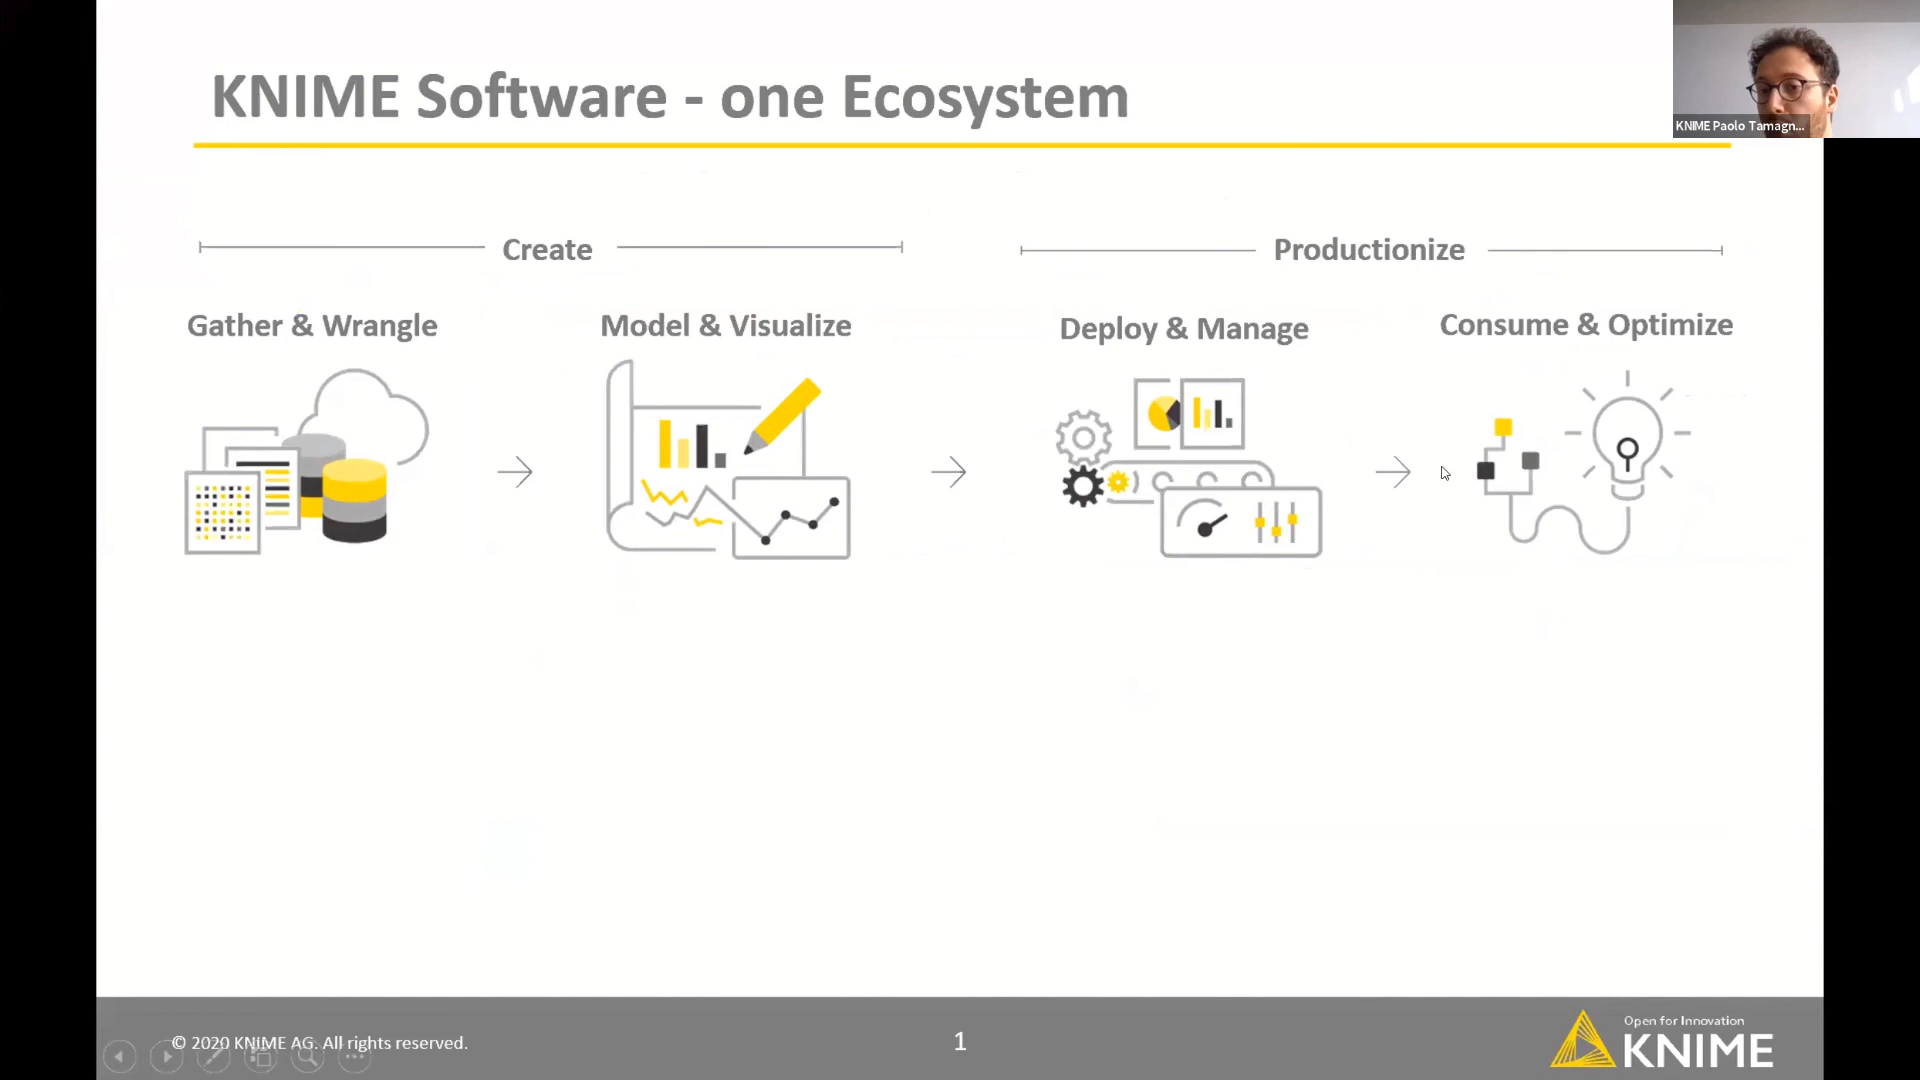 KNIME Software - one Ecosystem
KNIME Paolo Tamagn...
Create
Productionize
Gather & Wrangle
Model & Visualize
Deploy & Manage
Consume & Optimize
© 2020 KNIME AG. All rights reserved.
1
Open for Innovation
KNIME